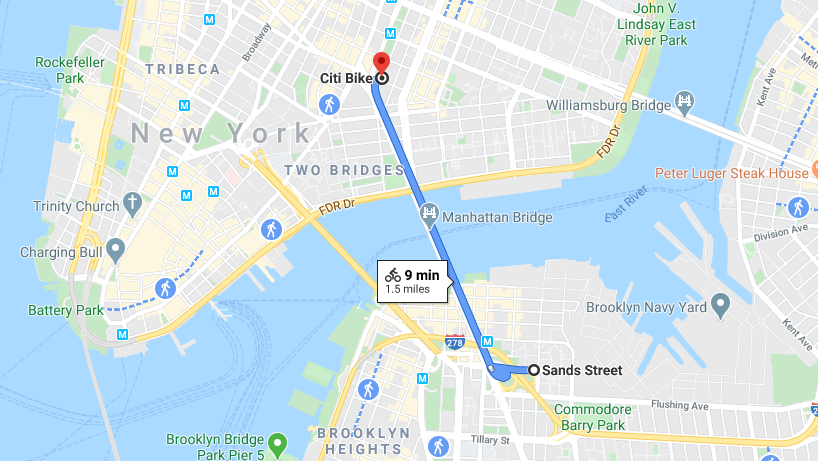 John V.
Lindsay East
River Park
Rockefeller
Park
Broadway
TRIBECA
Citi Bike
Kent Ave
Williamsburg Bridge
New York
FDR Dr
TWO BRIDGES
Peter Luger Steak House
Trinity Church
FDR Dr
East River
Manhattan Bridge
Division Ave
Charging Bull
9 min
1.5 miles
Battery Park
Brooklyn Navy Yard
Kent Ave
278
Sands Street
Flushing Ave
Commodore
Barry Park
BROOKLYN
HEIGHTS
Tillary St
Brooklyn Bridge
Park Pier 5
M
M
M
M
M
M
M
M
M
M